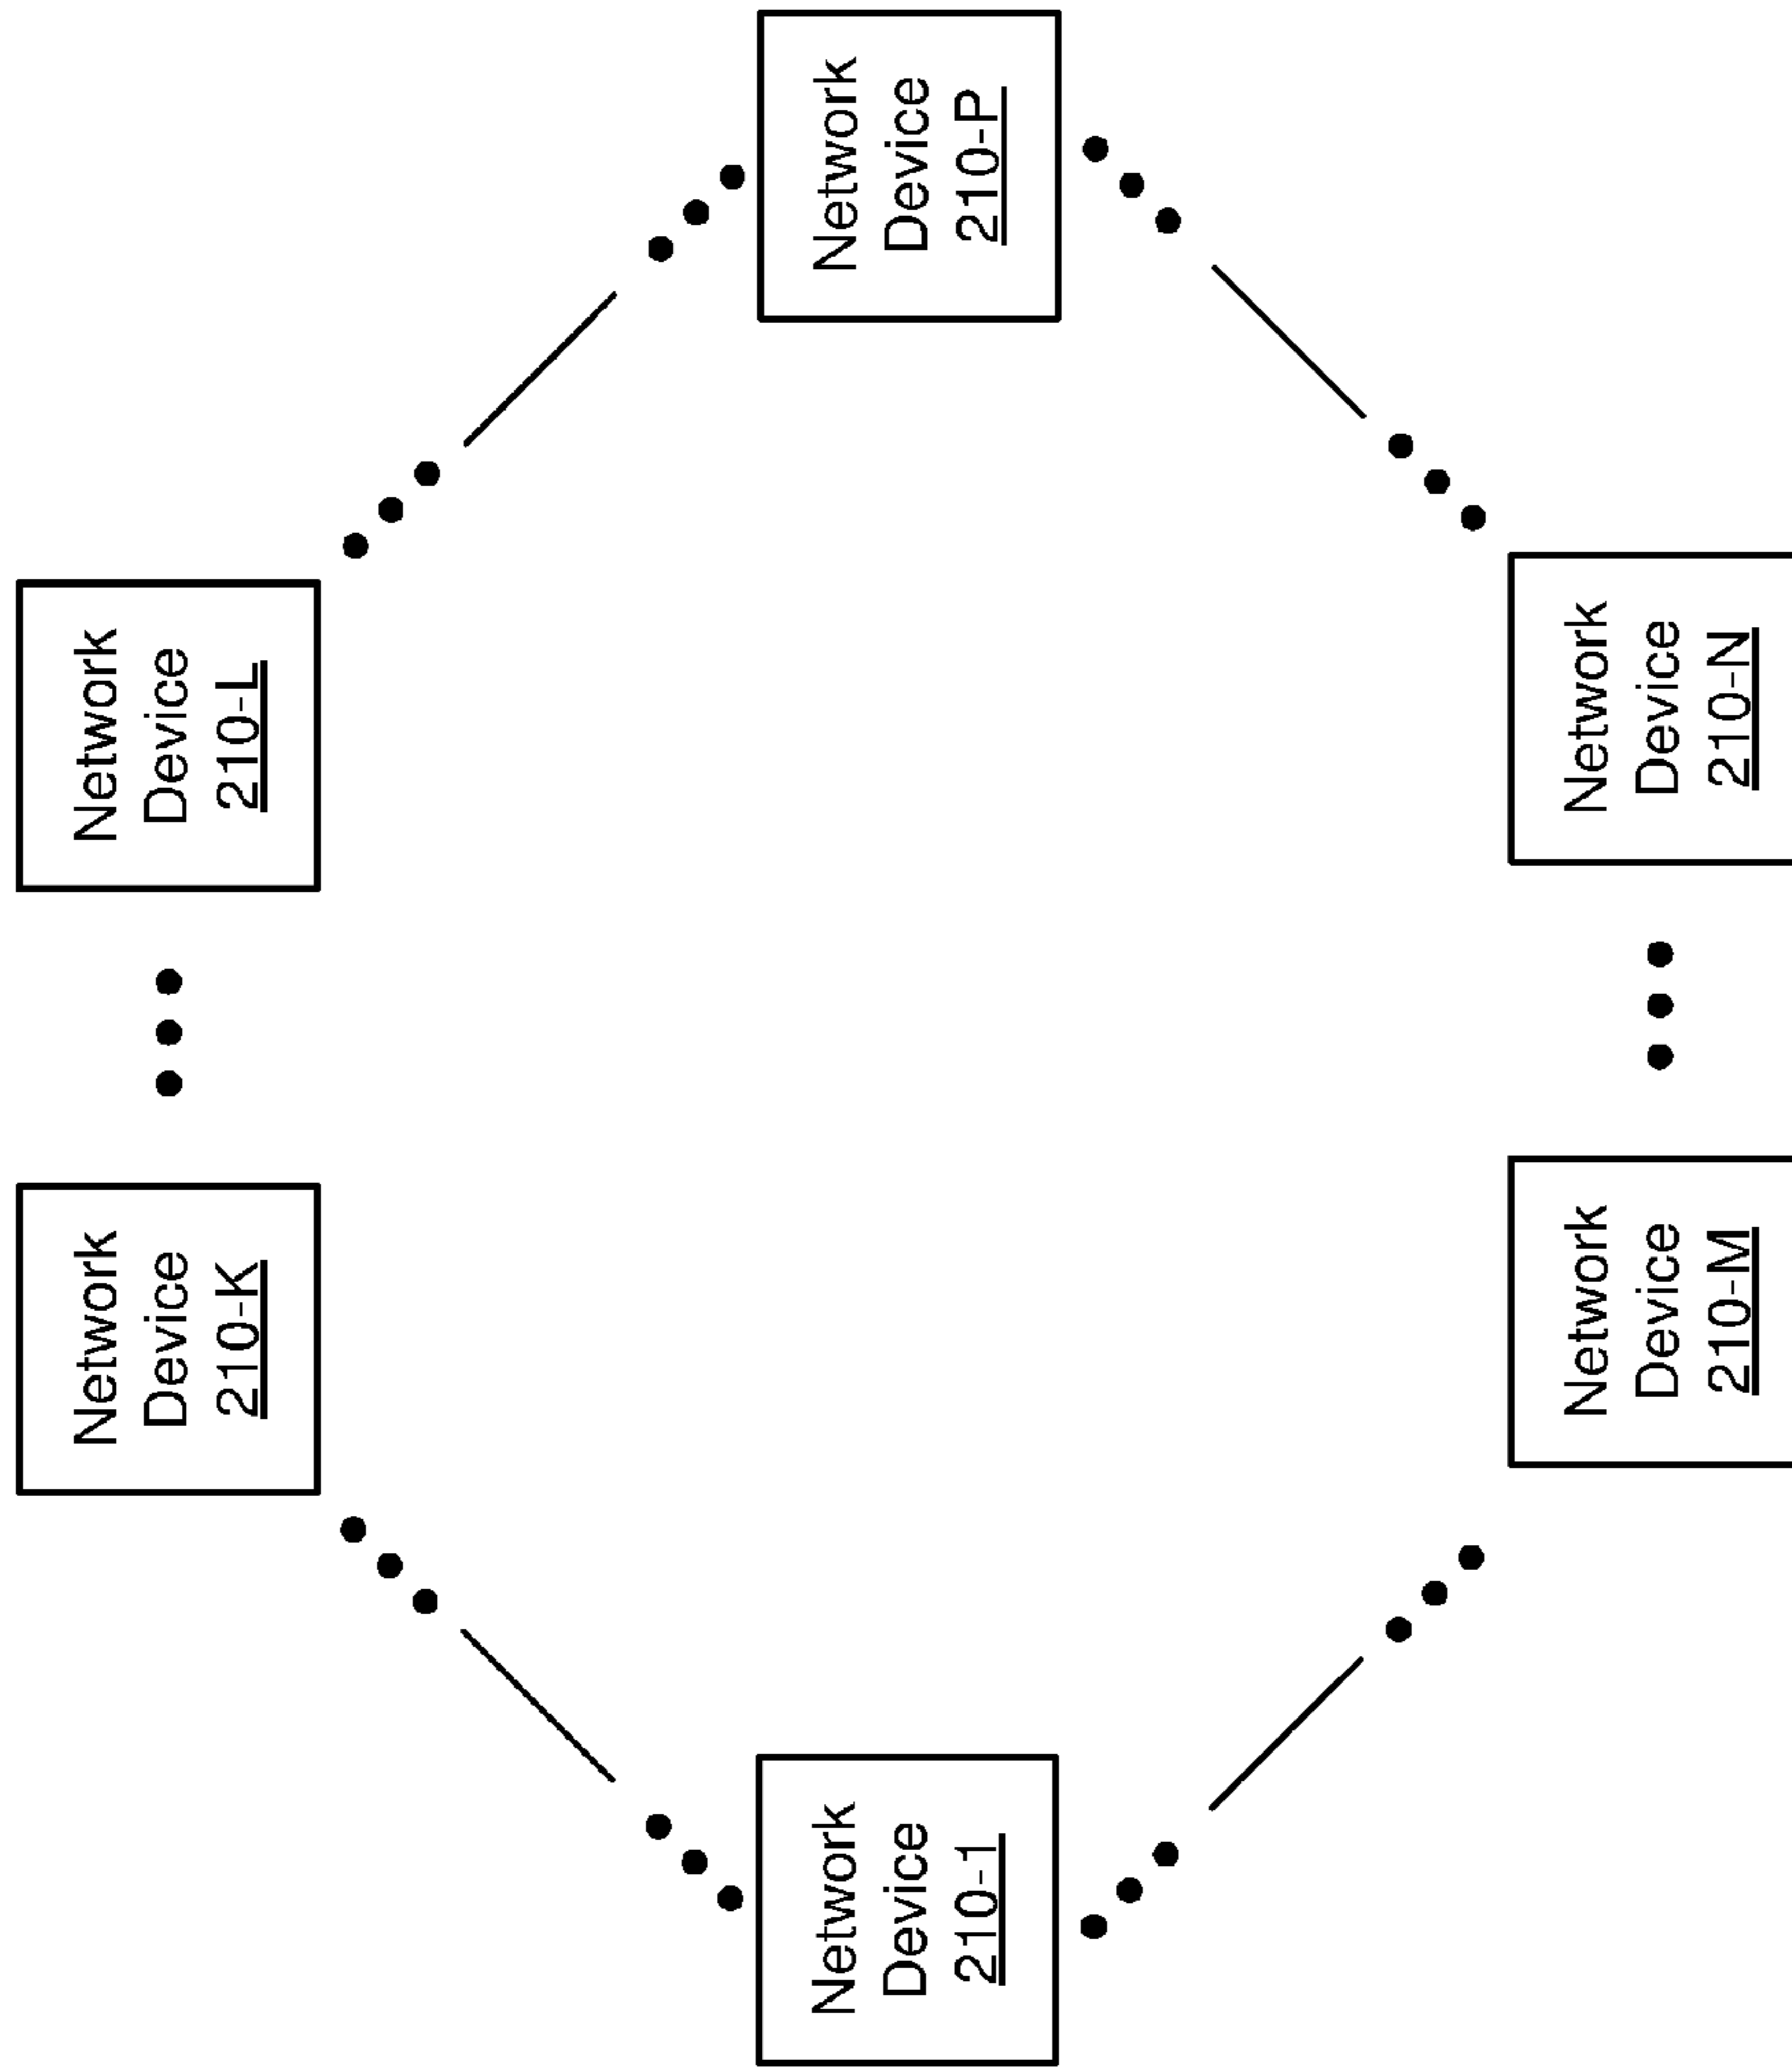 Network
Device
210-K
Network
Device
210-L
Network
Device
210-1
Network
Device
210-P
Network
Device
210-M
Network
Device
210-N